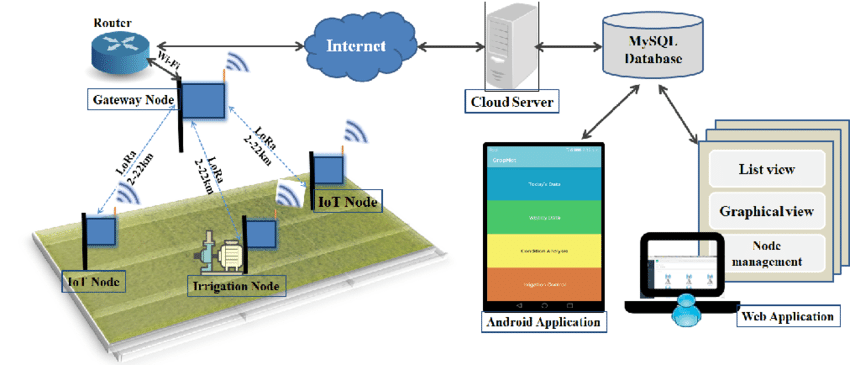 Router
Wi-Fi
Internet
Cloud Server
MySQL
Database
Gateway Node
LoRa
2-22km
LoRa
2-22km
LoRa
2-22km
IoT Node
IoT Node
Irrigation Node
Today's Data
Weekly Data
Condition Analysis
Irrigation Control
Android Application
List view
Graphical view
Node
management
Web Application